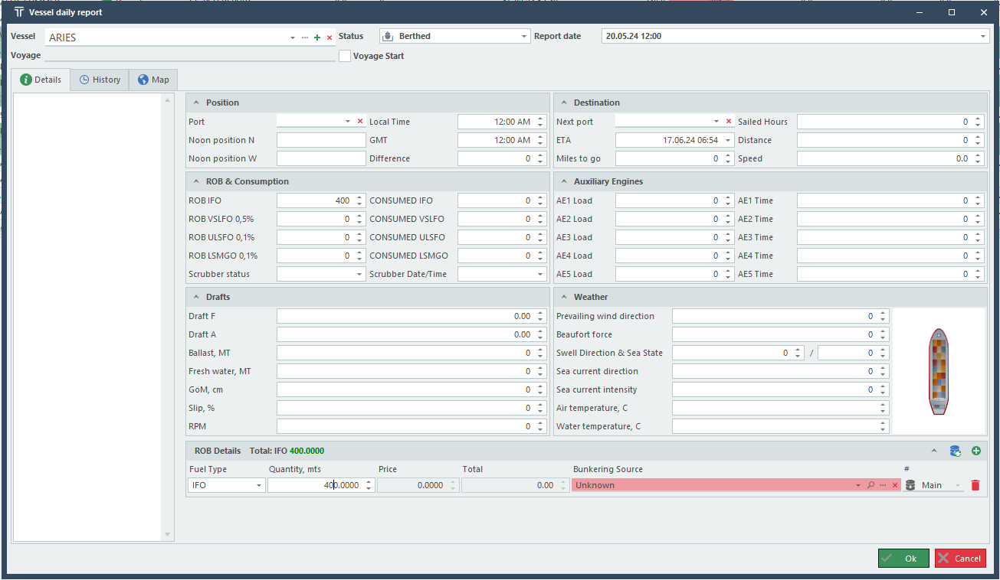 Vessel daily report
Vessel ARIES Status Berthed Report date 20.05.24 12:00
Voyage Voyage Start
Details History Map
Position
Port Local Time 12:00 AM
Noon position N GMT 12:00 AM
Noon position W Difference 0
Destination
Next port Sailed Hours 0
ETA 17.06.24 06:54 Distance 0
Miles to go 0 Speed 0.0
ROB & Consumption
ROB IFO 400 CONSUMED IFO 0
ROB VSLFO 0,5% 0 CONSUMED VSLFO 0
ROB ULSFO 0,1% 0 CONSUMED ULSFO 0
ROB LSMGO 0,1% 0 CONSUMED LSMGO 0
Scrubber status Scrubber Date/Time
Auxiliary Engines
AE1 Load 0 AE1 Time 0
AE2 Load 0 AE2 Time 0
AE3 Load 0 AE3 Time 0
AE4 Load 0 AE4 Time 0
AE5 Load 0 AE5 Time 0
Drafts
Draft F 0.00
Draft A 0.00
Ballast, MT 0
Fresh water, MT 0
GoM, cm 0
Slip, % 0
RPM 0
Weather
Prevailing wind direction 0
Beaufort force 0
Swell Direction & Sea State 0 / 0
Sea current direction 0
Sea current intensity 0
Air temperature, C
Water temperature, C
ROB Details Total: IFO 400.0000
Fuel Type Quantity, mts Price Total Bunkering Source #
IFO 400.0000 0.0000 0.00 Unknown Main
Ok Cancel